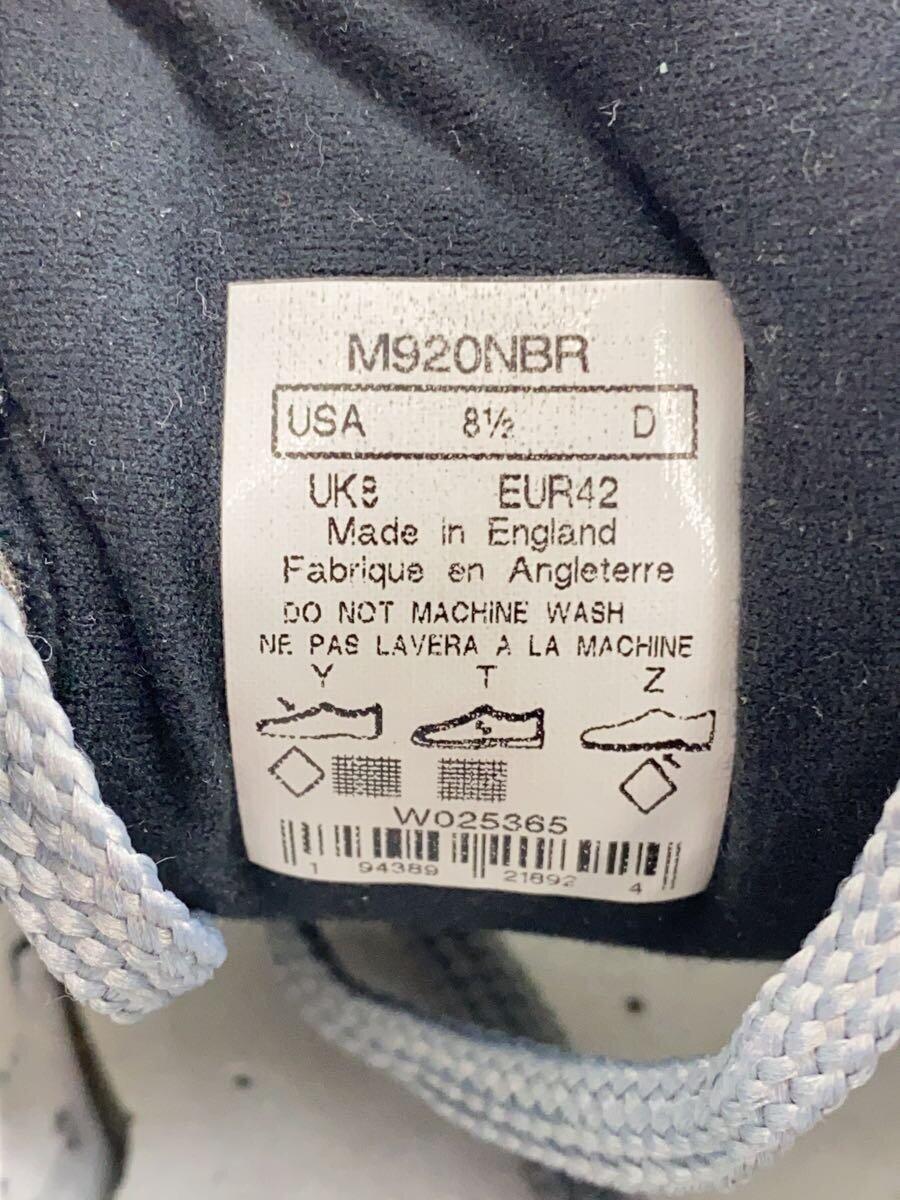 M920NBR
USA 8½ D
UK8 EUR42
Made in England
Fabrique en Angleterre
DO NOT MACHINE WASH
NE PAS LAVERA A LA MACHINE
Y T Z
W025365
1 94389 21892 4